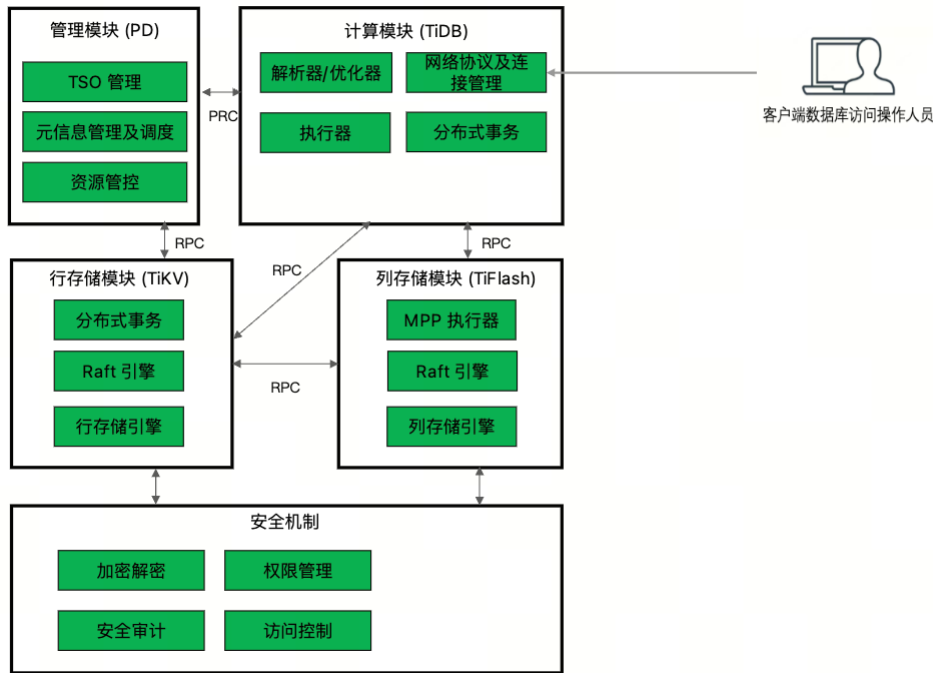 管理模块 (PD)
TSO 管理
元信息管理及调度
资源管控
PRC
计算模块 (TiDB)
解析器/优化器
网络协议及连
接管理
执行器
分布式事务
客户端数据库访问操作人员
RPC
RPC
RPC
行存储模块 (TiKV)
分布式事务
Raft 引擎
行存储引擎
RPC
列存储模块 (TiFlash)
MPP 执行器
Raft 引擎
列存储引擎
安全机制
加密解密
权限管理
安全审计
访问控制